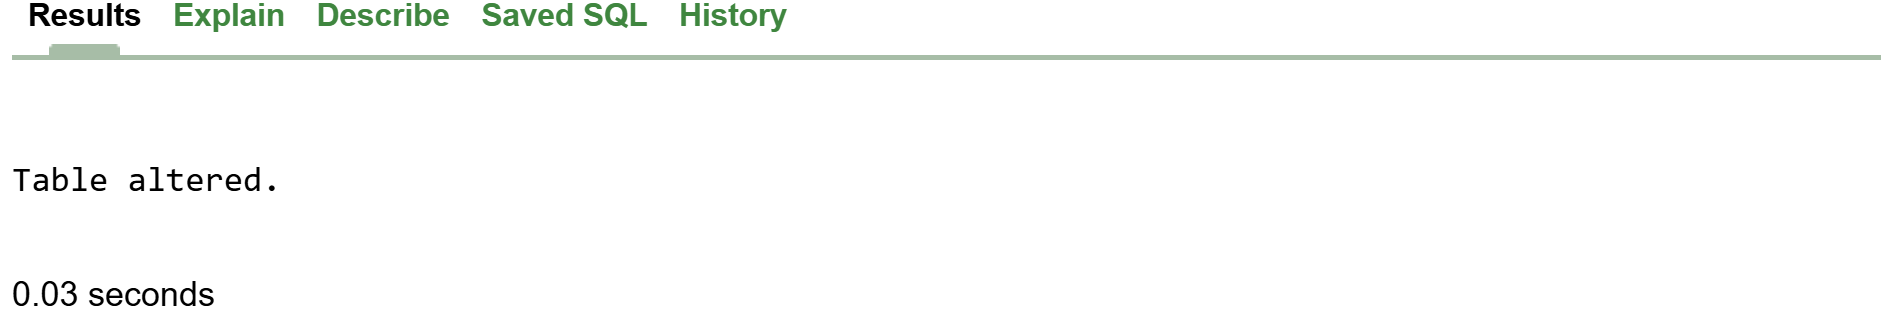 Results Explain Describe Saved SQL History
Table altered.
0.03 seconds